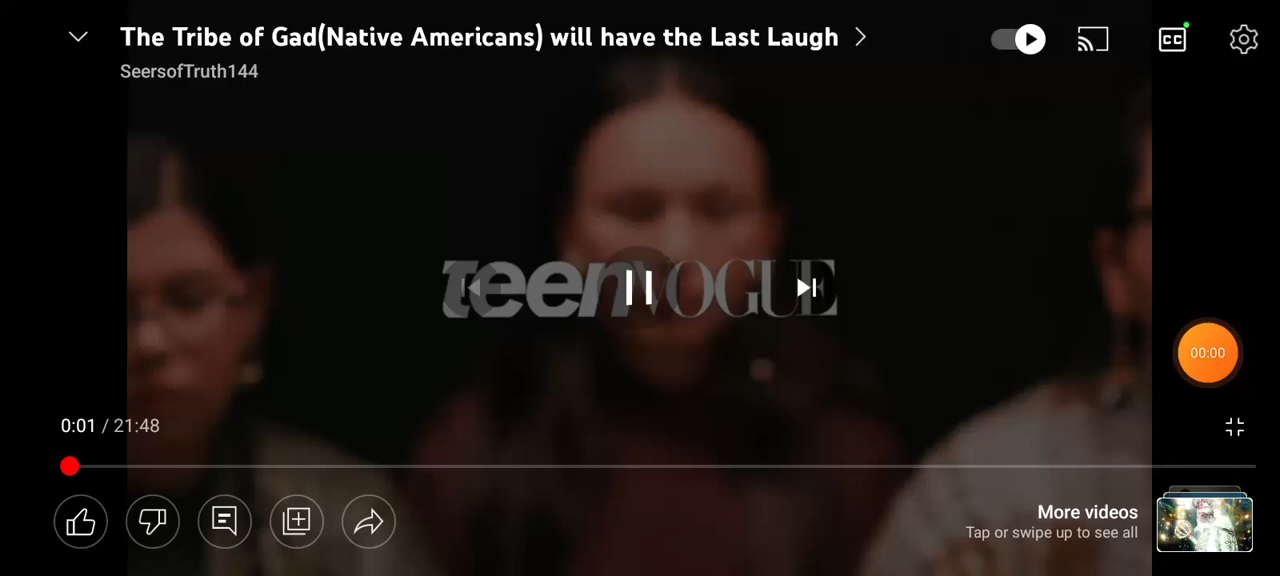 The Tribe of Gad(Native Americans) will have the Last Laugh
SeersofTruth144
CC
teenVOGUE
00:00
0:01 / 21:48
More videos
Tap or swipe up to see all